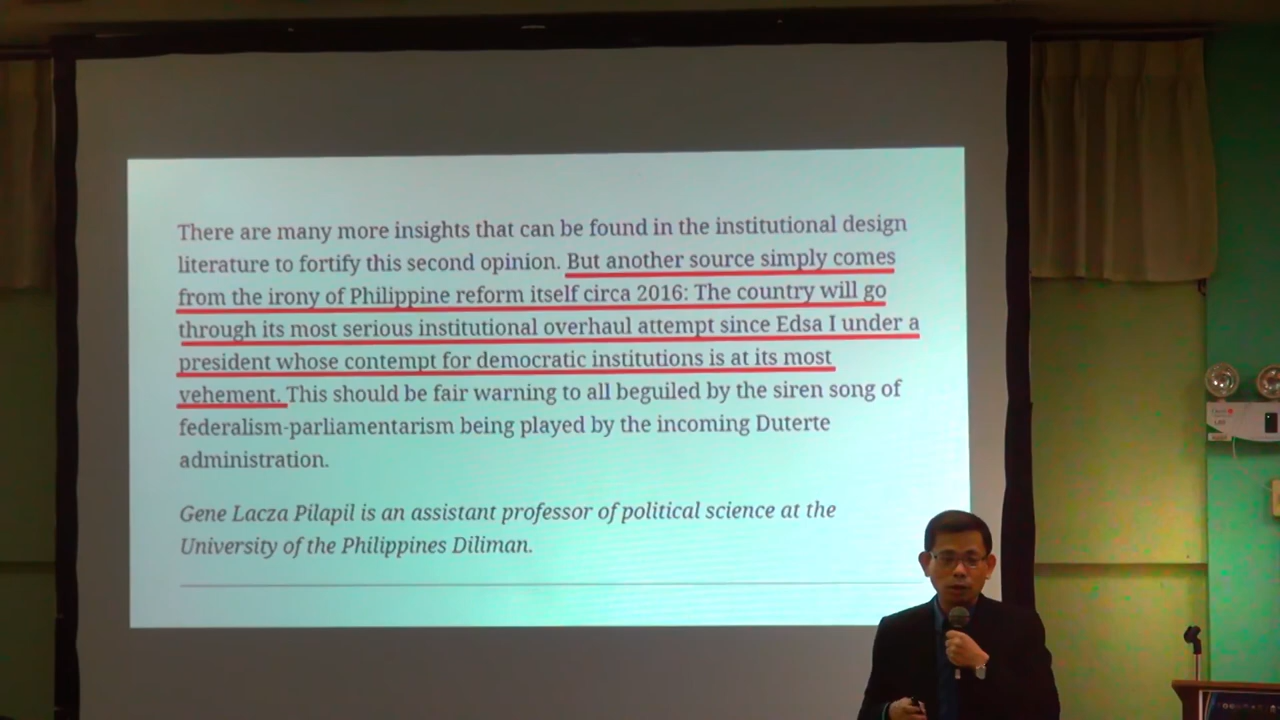 There are many more insights that can be found in the institutional design
literature to fortify this second opinion. But another source simply comes
from the irony of Philippine reform itself circa 2016: The country will go
through its most serious institutional overhaul attempt since Edsa I under a
president whose contempt for democratic institutions is at its most
vehement. This should be fair warning to all beguiled by the siren song of
federalism-parliamentarism being played by the incoming Duterte
administration.
Gene Lacza Pilapil is an assistant professor of political science at the
University of the Philippines Diliman.